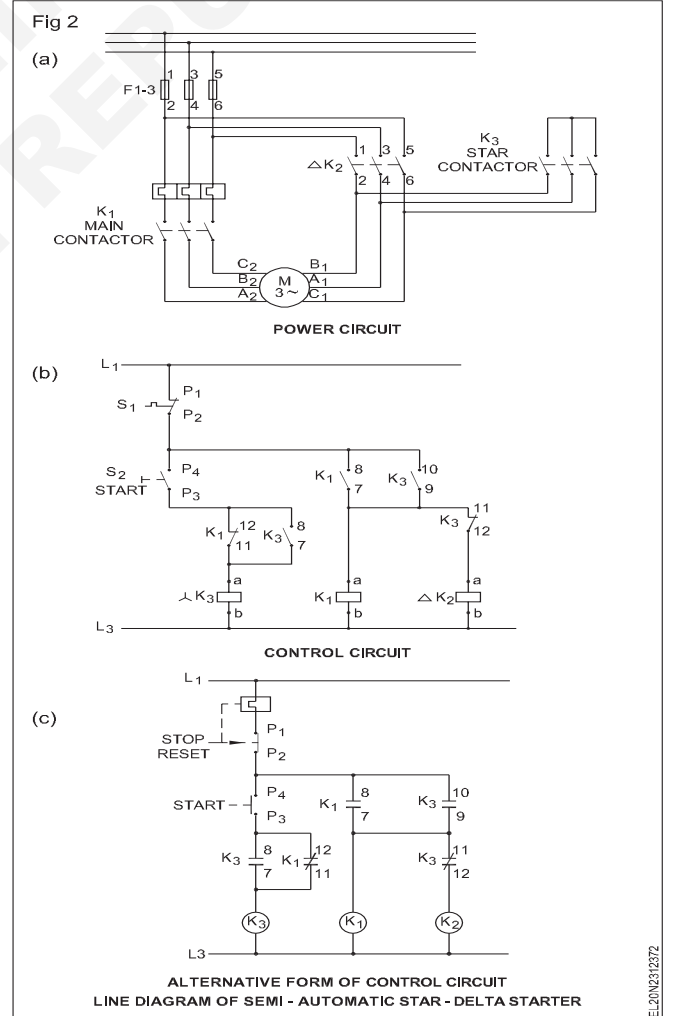 Fig 2
(a)
F1-3
1 3 5
2 4 6
K3
STAR
CONTACTOR
1 3 5
△K2
2 4 6
K1
MAIN
CONTACTOR
C2 B1
B2 M A1
A2 3~ C1
POWER CIRCUIT
(b)
L1
P1
S1
P2
S2 P4
START P3
K1 8
7
K3 10
9
K1 12
11
K3 8
7
K3 11
12
a a a
K3 K1 △K2
b b b
L3
CONTROL CIRCUIT
L1
(c)
P1
STOP
RESET P2
P4
START
P3
K1 8
7
K3 10
9
K3 8
7
K1 12
11
K3 11
12
K3 K1 K2
L3
ALTERNATIVE FORM OF CONTROL CIRCUIT
LINE DIAGRAM OF SEMI - AUTOMATIC STAR - DELTA STARTER
EL20N2312372